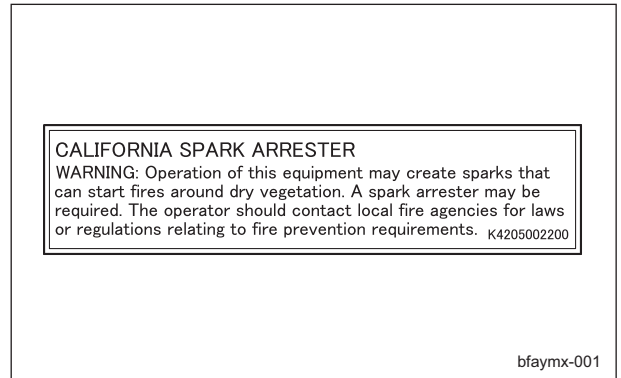 CALIFORNIA SPARK ARRESTER
WARNING: Operation of this equipment may create sparks that
can start fires around dry vegetation. A spark arrester may be
required. The operator should contact local fire agencies for laws
or regulations relating to fire prevention requirements. K4205002200
bfaymx-001